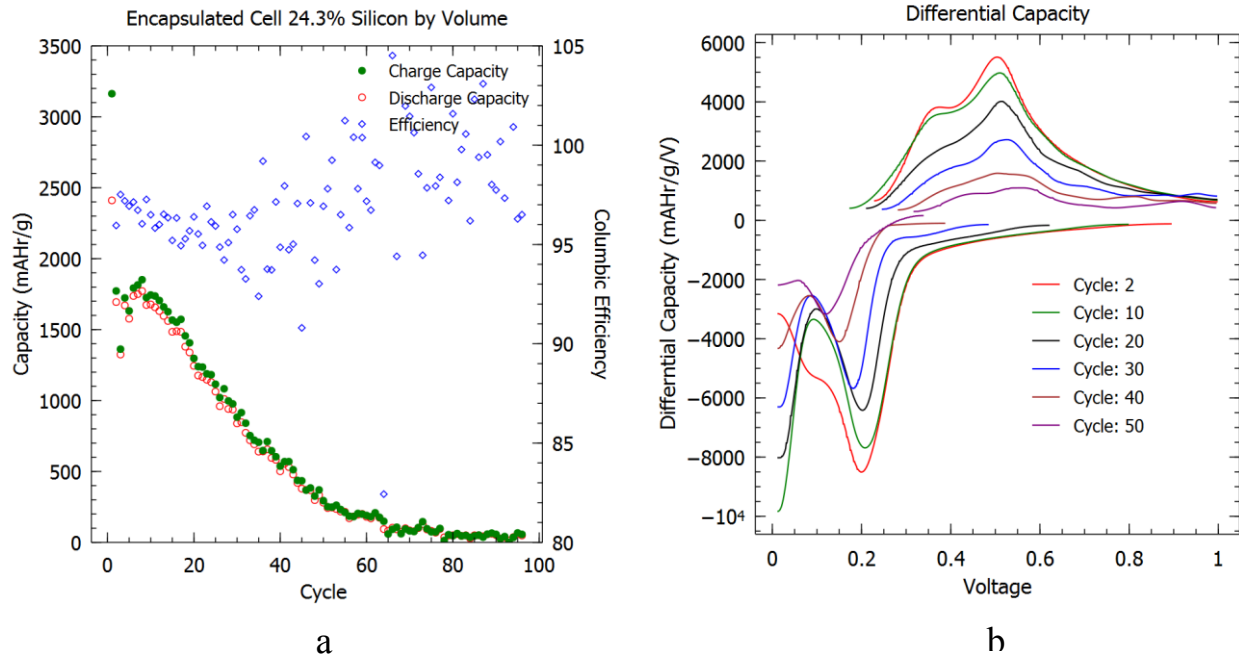 Encapsulated Cell 24.3% Silicon by Volume
3500
3000
2500
2000
1500
1000
500
0
Capacity (mAHr/g)
105
100
95
90
85
80
Columbic Efficiency
Charge Capacity
Discharge Capacity
Efficiency
0 20 40 60 80 100
Cycle
a
Differential Capacity
6000
4000
2000
0
−2000
−4000
−6000
−8000
−10⁴
Differntial Capacity (mAHr/g/V)
Cycle: 2
Cycle: 10
Cycle: 20
Cycle: 30
Cycle: 40
Cycle: 50
0 0.2 0.4 0.6 0.8 1
Voltage
b